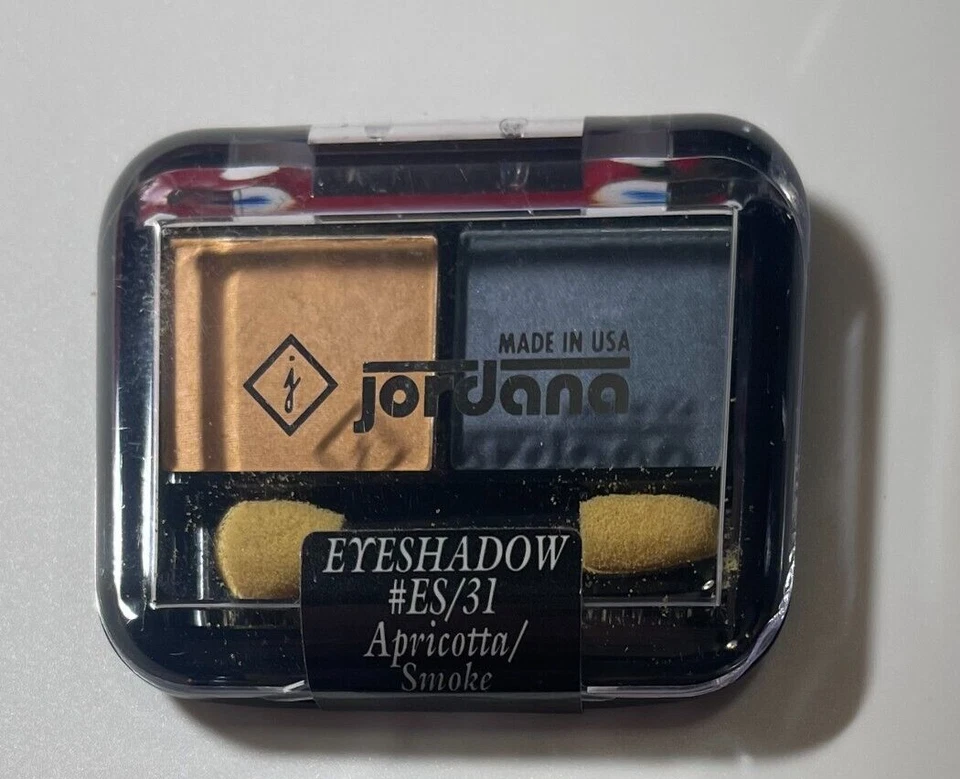 MADE IN USA
j jordana
EYESHADOW
#ES/31
Apricotta/
Smoke